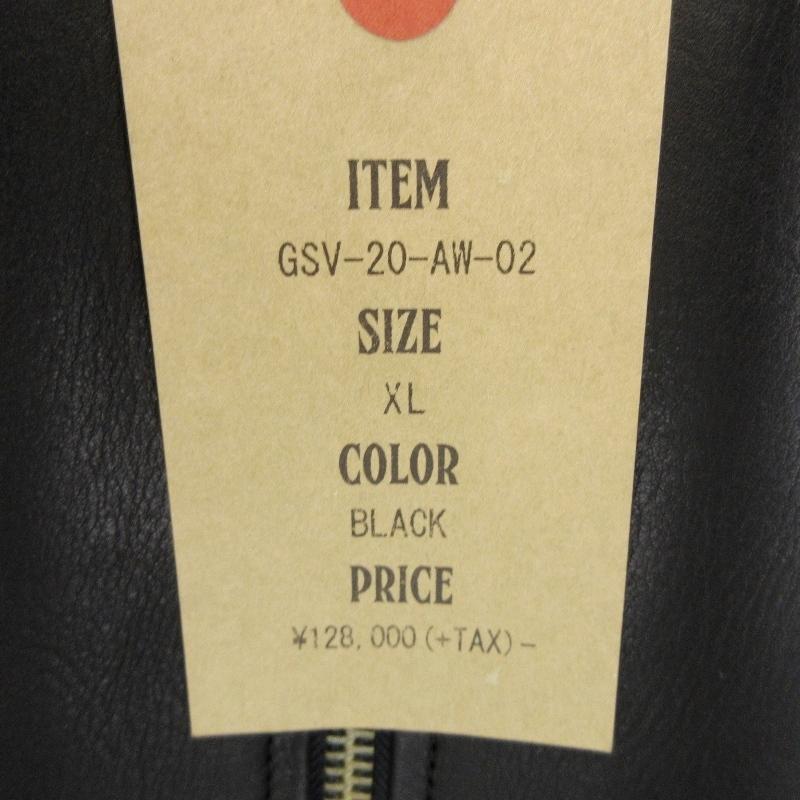 ITEM
GSV-20-AW-02
SIZE
XL
COLOR
BLACK
PRICE
¥128,000(+TAX)-